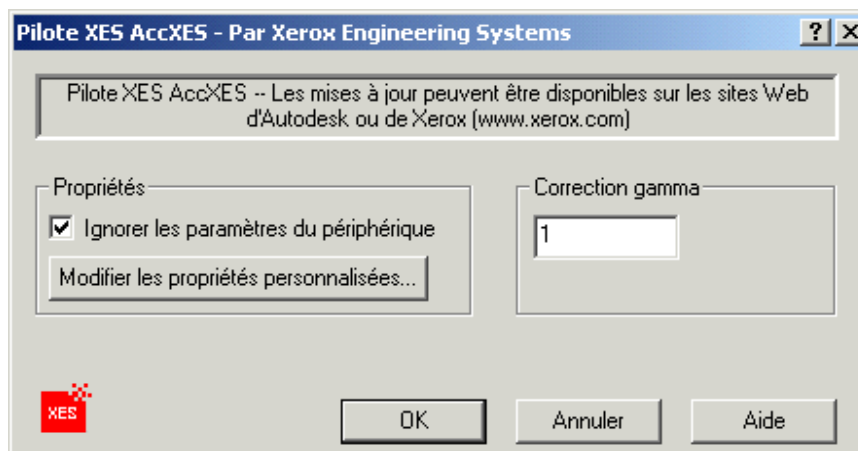 Pilote XES AccXES - Par Xerox Engineering Systems
Pilote XES AccXES -- Les mises à jour peuvent être disponibles sur les sites Web
d'Autodesk ou de Xerox (www.xerox.com)
Propriétés
Ignorer les paramètres du périphérique
Modifier les propriétés personnalisées...
Correction gamma
1
XES
OK
Annuler
Aide